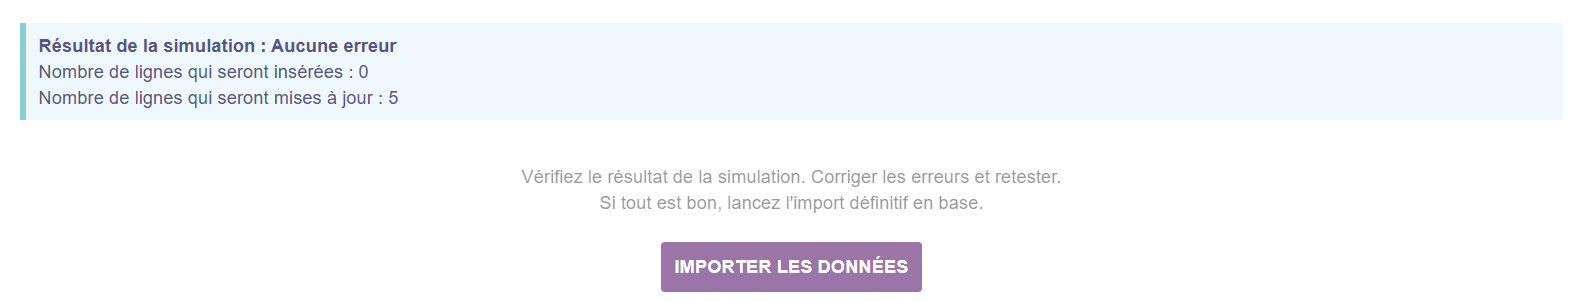 Résultat de la simulation : Aucune erreur
Nombre de lignes qui seront insérées : 0
Nombre de lignes qui seront mises à jour : 5
Vérifiez le résultat de la simulation. Corriger les erreurs et retester.
Si tout est bon, lancez l'import définitif en base.
IMPORTER LES DONNÉES